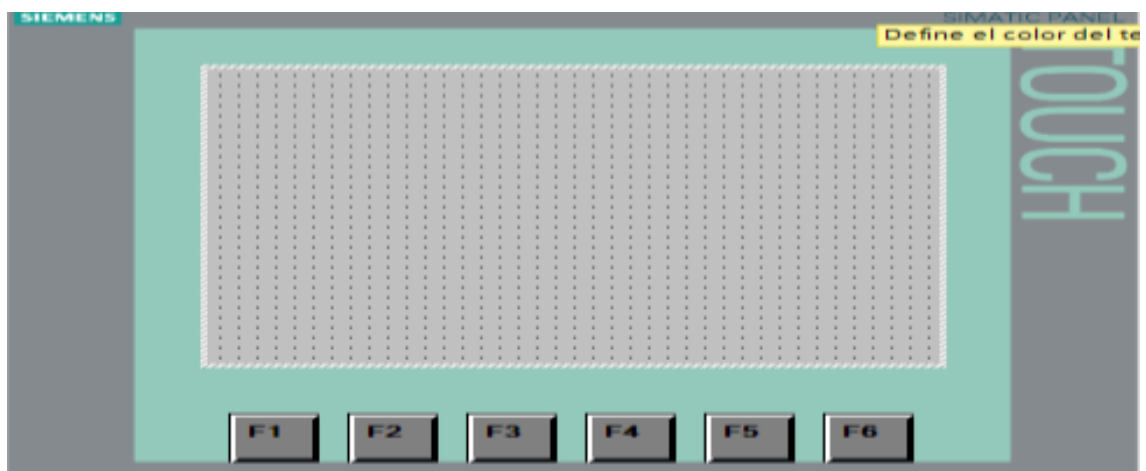 SIEMENS
SIMATIC PANEL
Define el color del te
TOUCH
F1 F2 F3 F4 F5 F6